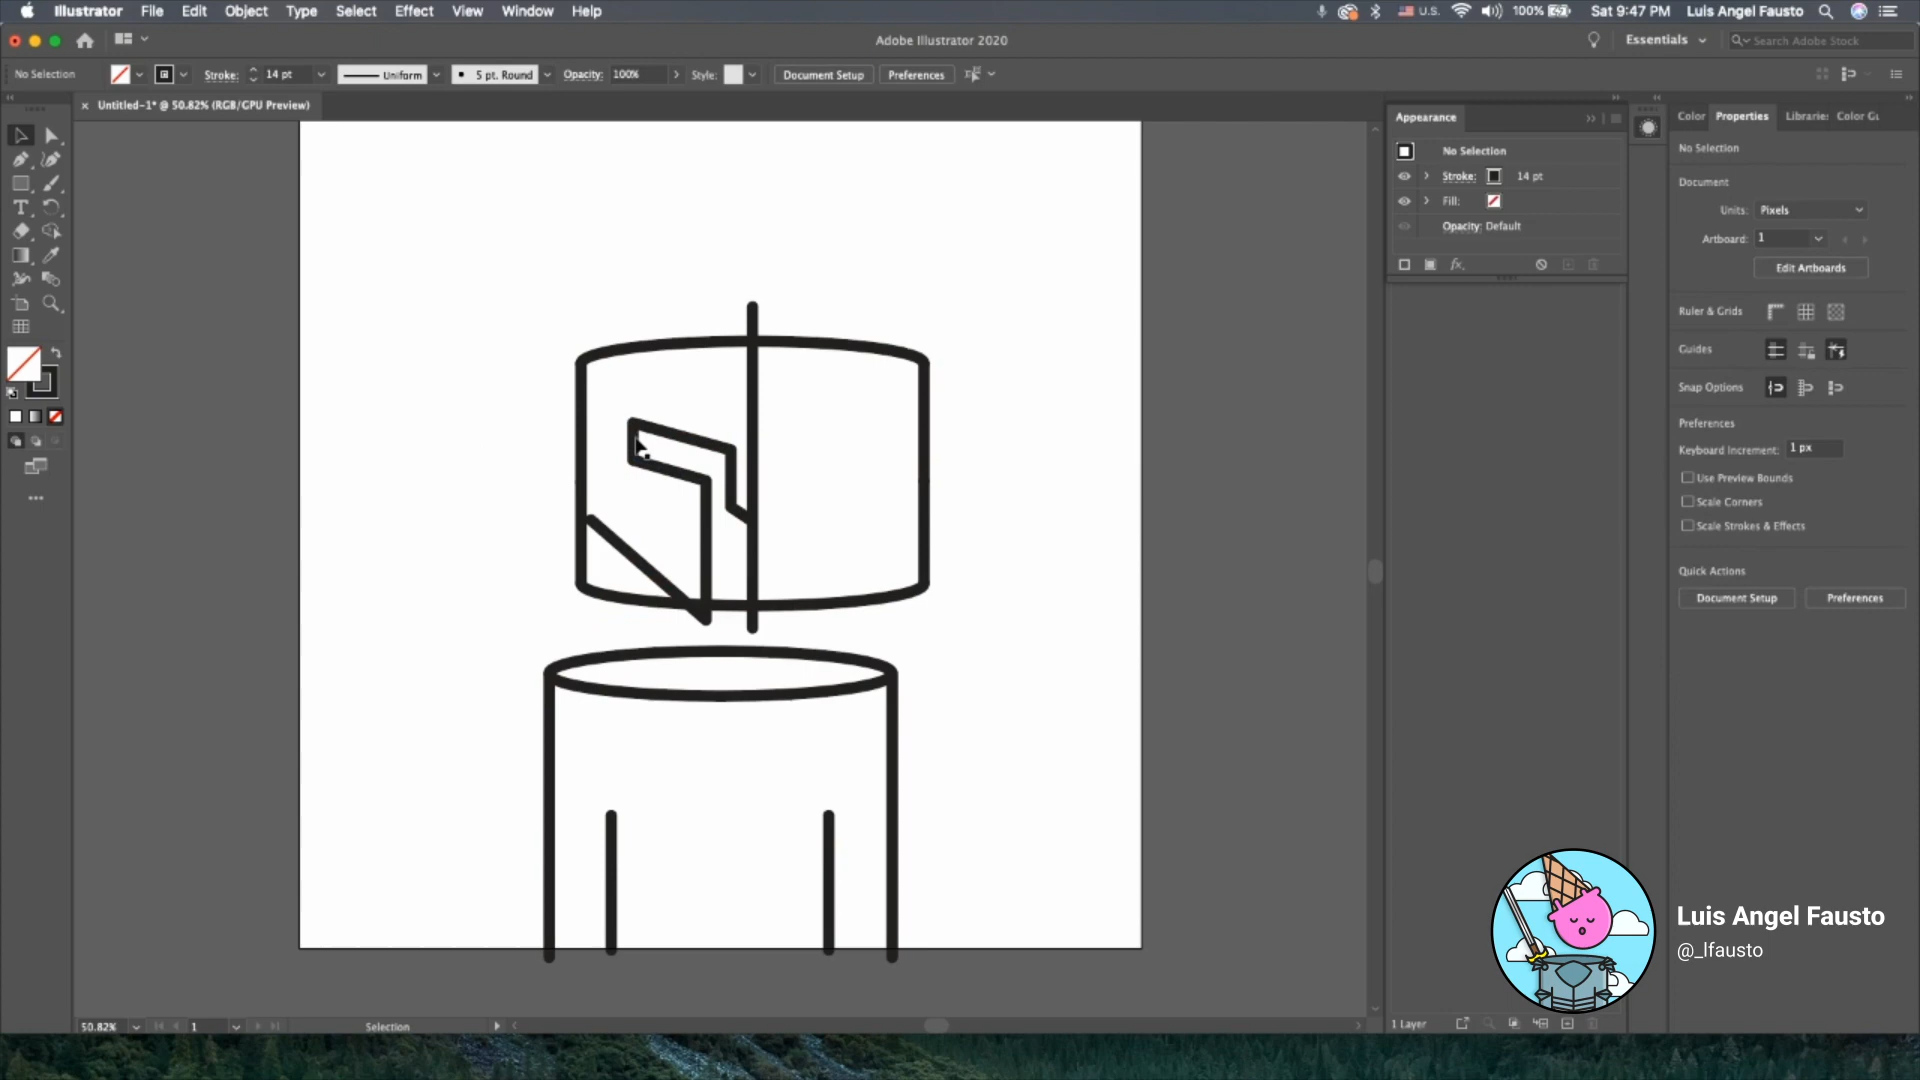 Illustrator File Edit Object Type Select Effect View Window Help U.S. 100% Sat 9:47 PM Luis Angel Fausto
Adobe Illustrator 2020 Essentials Search Adobe Stock
No Selection Stroke: 14 pt Uniform 5 pt. Round Opacity: 100% Style: Document Setup Preferences
Untitled-1* @ 50.82% (RGB/GPU Preview)
Appearance
No Selection
Stroke: 14 pt
Fill:
Opacity: Default
fx.
Color Properties Libraries Color Gu
No Selection
Document
Units: Pixels
Artboard: 1
Edit Artboards
Ruler & Grids
Guides
Snap Options
Preferences
Keyboard Increment: 1 px
Use Preview Bounds
Scale Corners
Scale Strokes & Effects
Quick Actions
Document Setup Preferences
Luis Angel Fausto
@_lfausto
50.82% 1 Selection 1 Layer